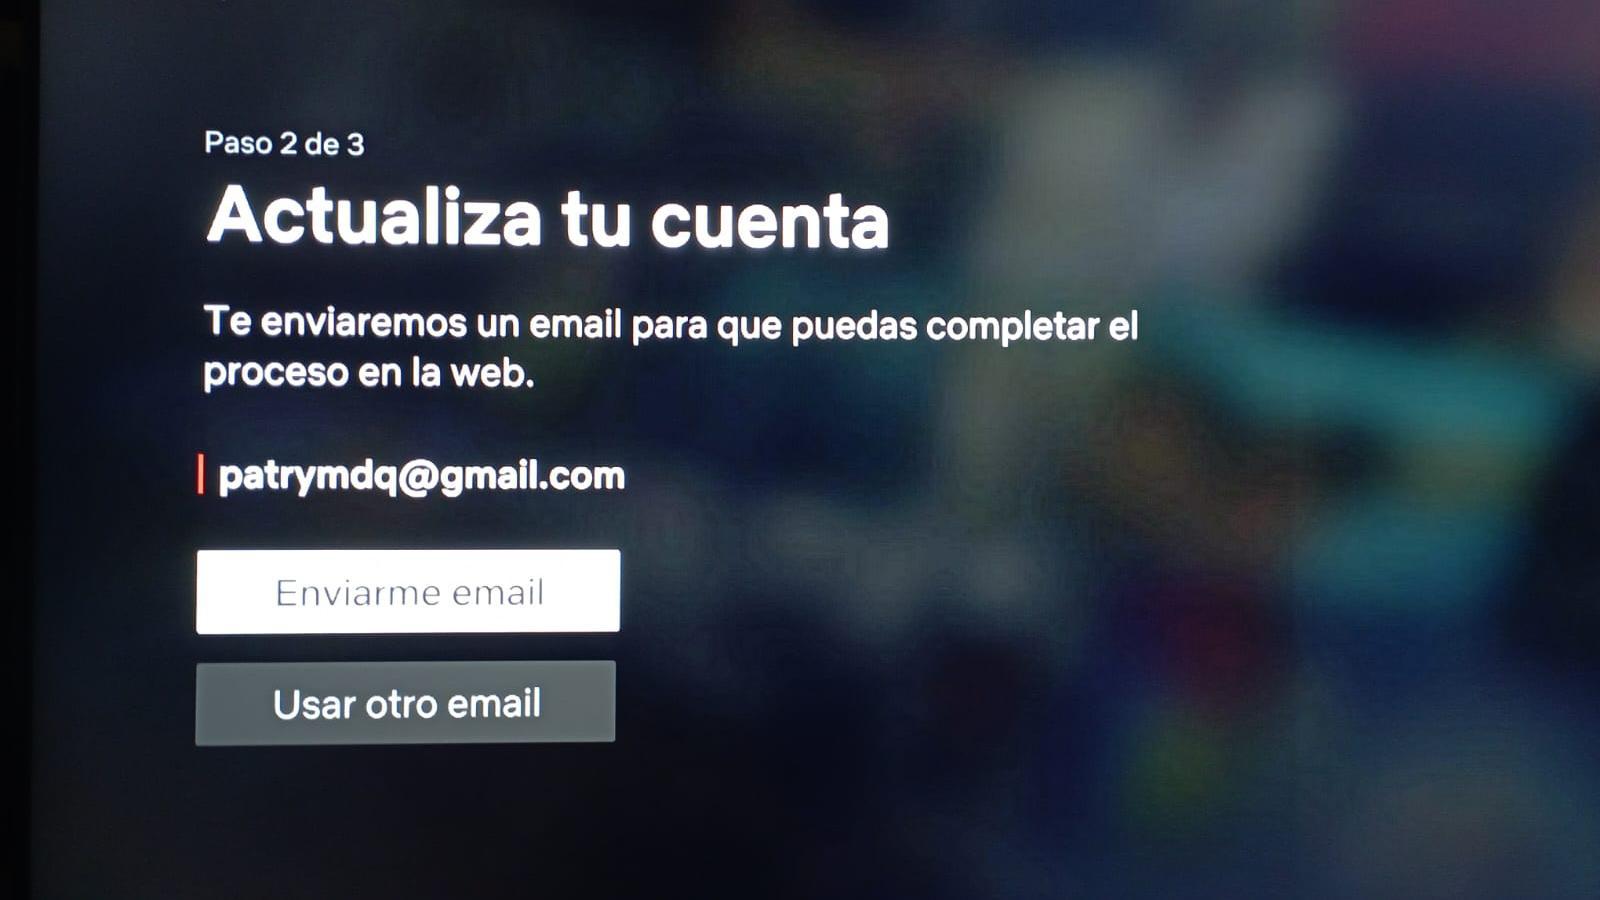 Paso 2 de 3
Actualiza tu cuenta
Te enviaremos un email para que puedas completar el
proceso en la web.
patrymdq@gmail.com
Enviarme email
Usar otro email